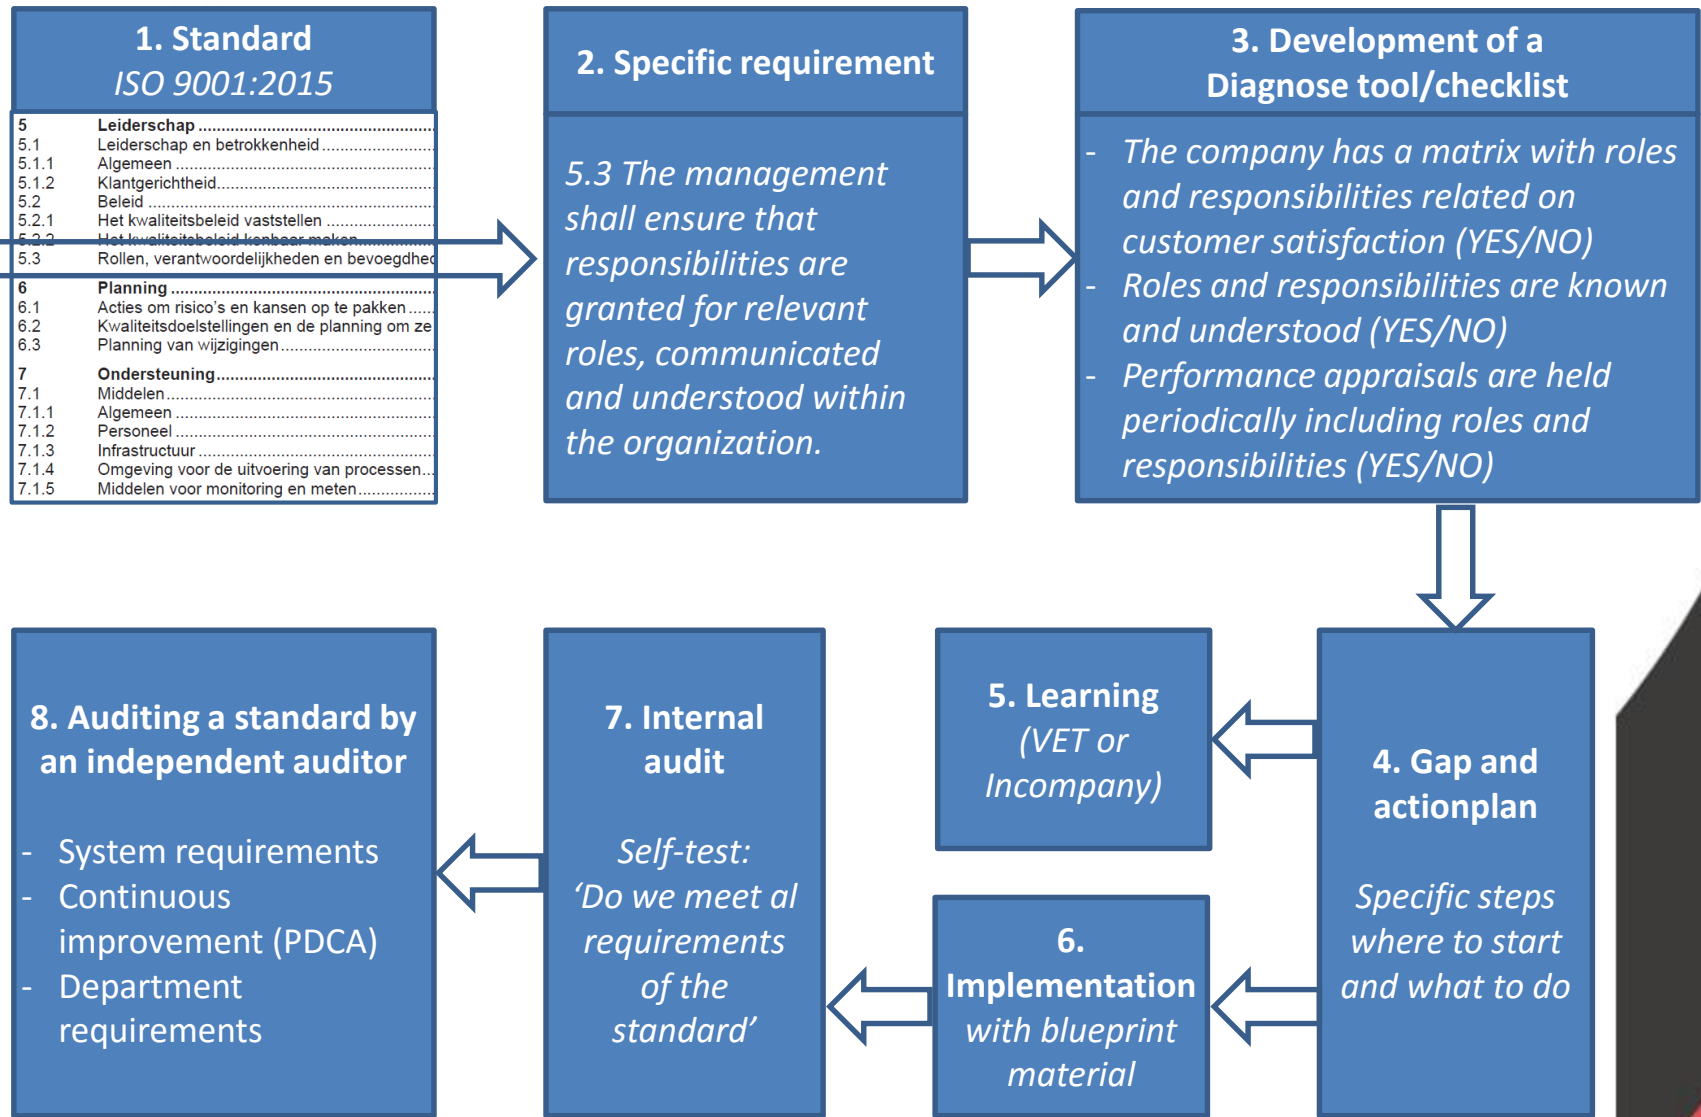 1. Standard
ISO 9001:2015
5 Leiderschap
5.1 Leiderschap en betrokkenheid
5.1.1 Algemeen
5.1.2 Klantgerichtheid
5.2 Beleid
5.2.1 Het kwaliteitsbeleid vaststellen
5.2.2 Het kwaliteitsbeleid kenbaar maken
5.3 Rollen, verantwoordelijkheden en bevoegdhed
6 Planning
6.1 Acties om risico's en kansen op te pakken
6.2 Kwaliteitsdoelstellingen en de planning om ze
6.3 Planning van wijzigingen
7 Ondersteuning
7.1 Middelen
7.1.1 Algemeen
7.1.2 Personeel
7.1.3 Infrastructuur
7.1.4 Omgeving voor de uitvoering van processen
7.1.5 Middelen voor monitoring en meten
2. Specific requirement
5.3 The management
shall ensure that
responsibilities are
granted for relevant
roles, communicated
and understood within
the organization.
3. Development of a
Diagnose tool/checklist
- The company has a matrix with roles
and responsibilities related on
customer satisfaction (YES/NO)
- Roles and responsibilities are known
and understood (YES/NO)
- Performance appraisals are held
periodically including roles and
responsibilities (YES/NO)
4. Gap and
actionplan
Specific steps
where to start
and what to do
5. Learning
(VET or
Incompany)
6.
Implementation
with blueprint
material
7. Internal
audit
Self-test:
‘Do we meet al
requirements
of the
standard’
8. Auditing a standard by
an independent auditor
- System requirements
- Continuous
improvement (PDCA)
- Department
requirements